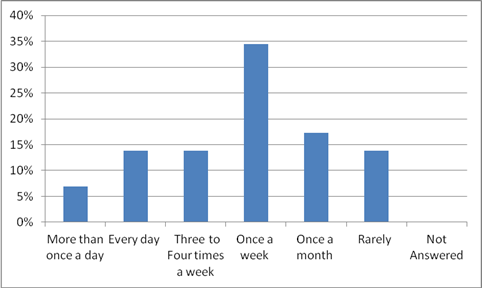 40%
35%
30%
25%
20%
15%
10%
5%
0%
More than
once a day
Every day
Three to
Four times
a week
Once a
week
Once a
month
Rarely
Not
Answered